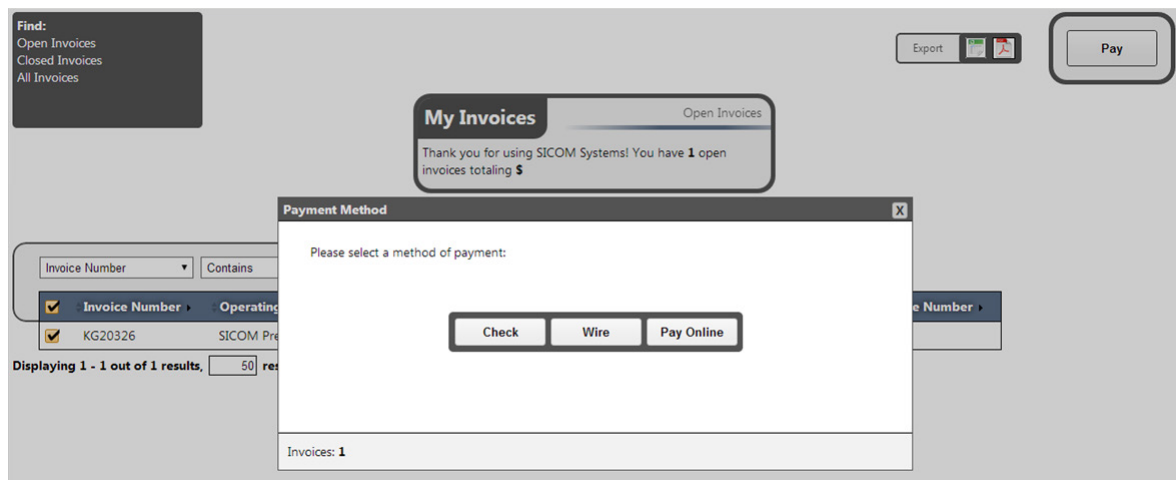 Find:
Open Invoices
Closed Invoices
All Invoices
Export
Pay
My Invoices
Open Invoices
Thank you for using SICOM Systems! You have 1 open
invoices totaling $
Payment Method X
Please select a method of payment:
Invoice Number Contains
Invoice Number Operating e Number
KG20326 SICOM Pre
Check Wire Pay Online
Displaying 1 - 1 out of 1 results, 50 res
Invoices: 1